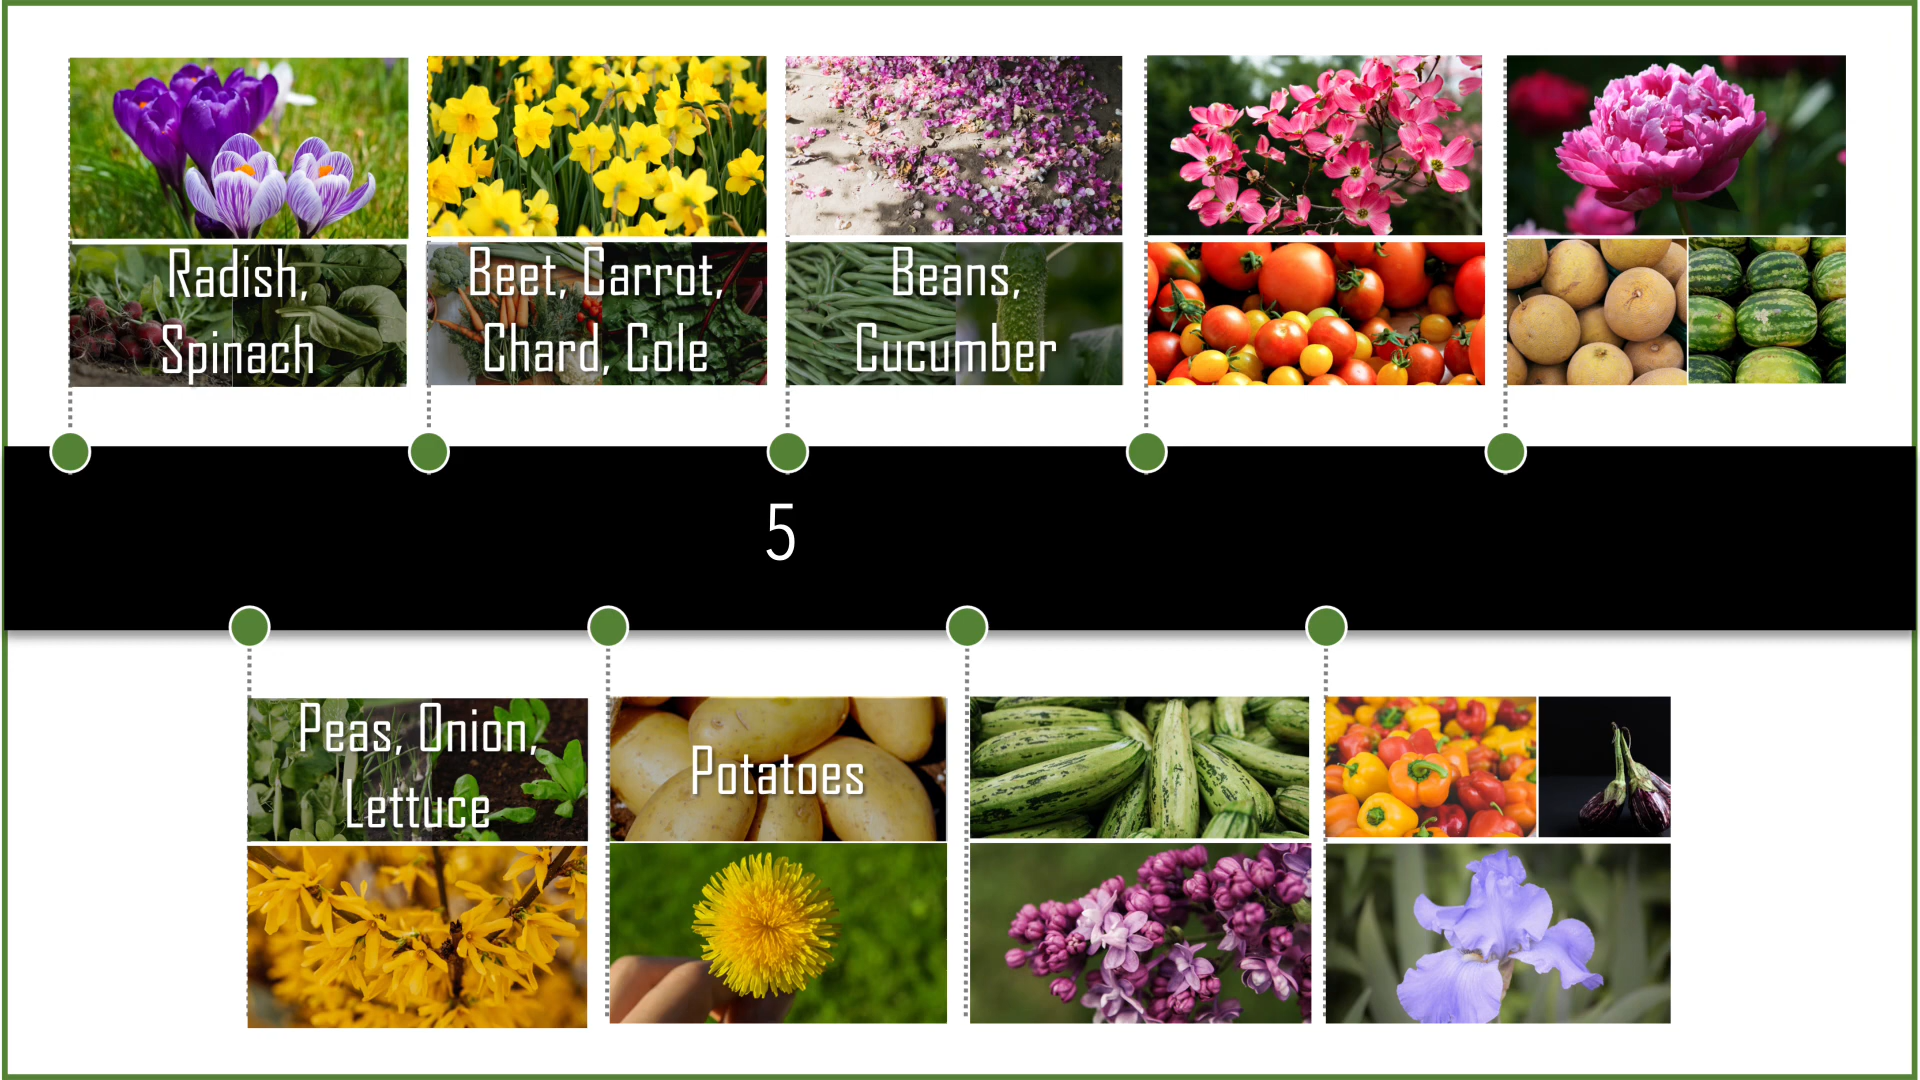 Radish,
Spinach
Beet, Carrot,
Chard, Cole
Beans,
Cucumber
5
Peas, Onion,
Lettuce
Potatoes